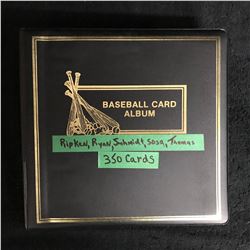 BASEBALL CARD
ALBUM
Ripken, Ryan, Schmidt, Sosa, Thomas
350 Cards